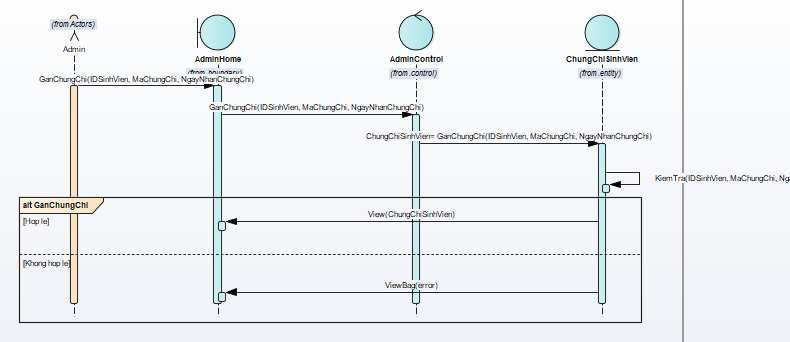 (from Actors)
Admin
AdminHome
(from .boundary)
AdminControl
(from .control)
ChungChiSinhVien
(from .entity)
GanChungChi(IDSinhVien, MaChungChi, NgayNhanChungChi)
GanChungChi(IDSinhVien, MaChungChi, NgayNhanChungChi)
ChungChiSinhVien= GanChungChi(IDSinhVien, MaChungChi, NgayNhanChungChi)
KiemTra(IDSinhVien, MaChungChi, Nga
alt GanChungChi
[Hop le]
View(ChungChiSinhVien)
[Khong hop le]
ViewBag(error)